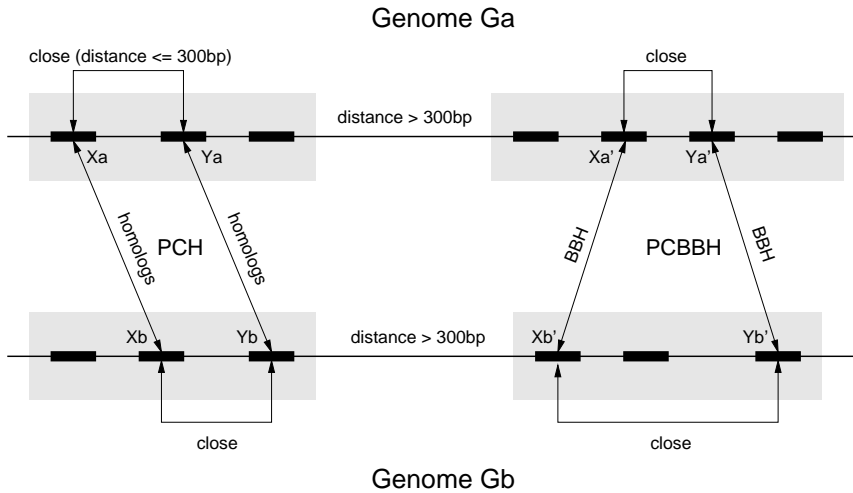 Genome Ga
close (distance <= 300bp)
close
distance > 300bp
Xa
Ya
Xa'
Ya'
homologs
homologs
PCH
BBH
PCBBH
BBH
Xb
Yb
distance > 300bp
Xb'
Yb'
close
close
Genome Gb